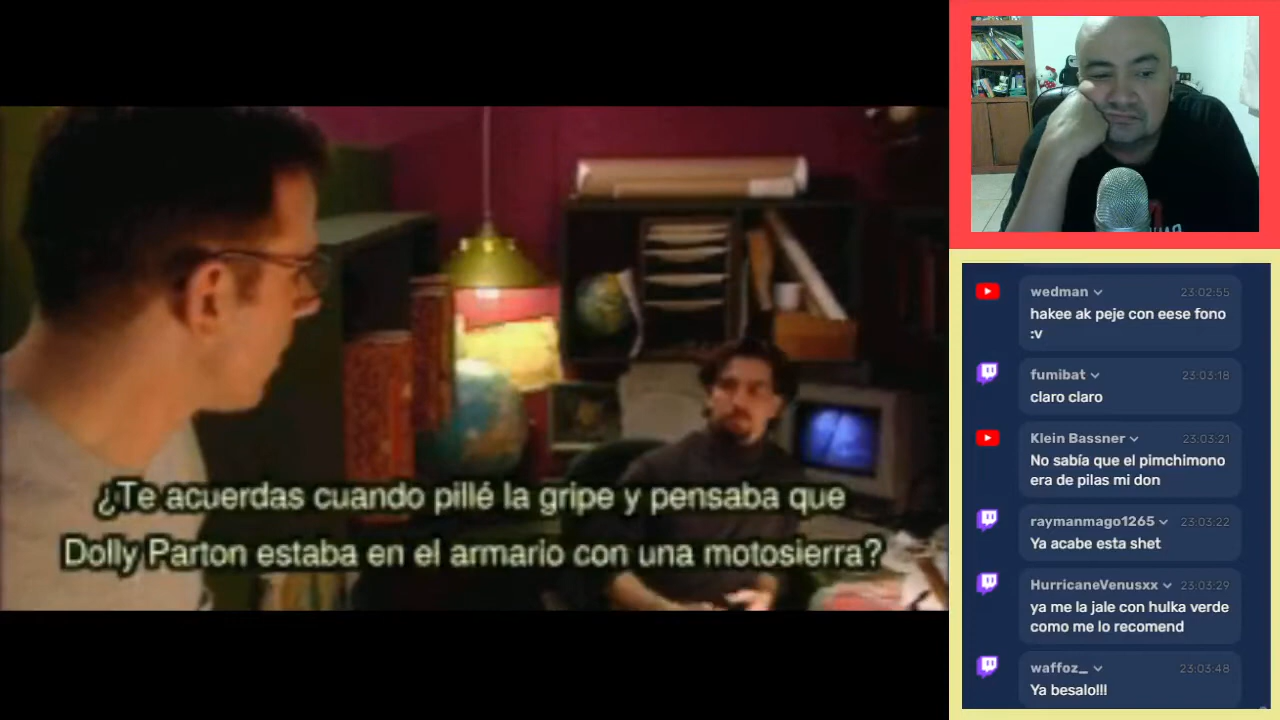 ¿Te acuerdas cuando pillé la gripe y pensaba que
Dolly Parton estaba en el armario con una motosierra?
wedman 23:02:55
hakee ak peje con eese fono
:v
fumibat 23:03:18
claro claro
Klein Bassner 23:03:21
No sabía que el pimchimono
era de pilas mi don
raymanmago1265 23:03:22
Ya acabe esta shet
HurricaneVenusxx 23:03:29
ya me la jale con hulka verde
como me lo recomend
waffoz_ 23:03:48
Ya besalo!!!